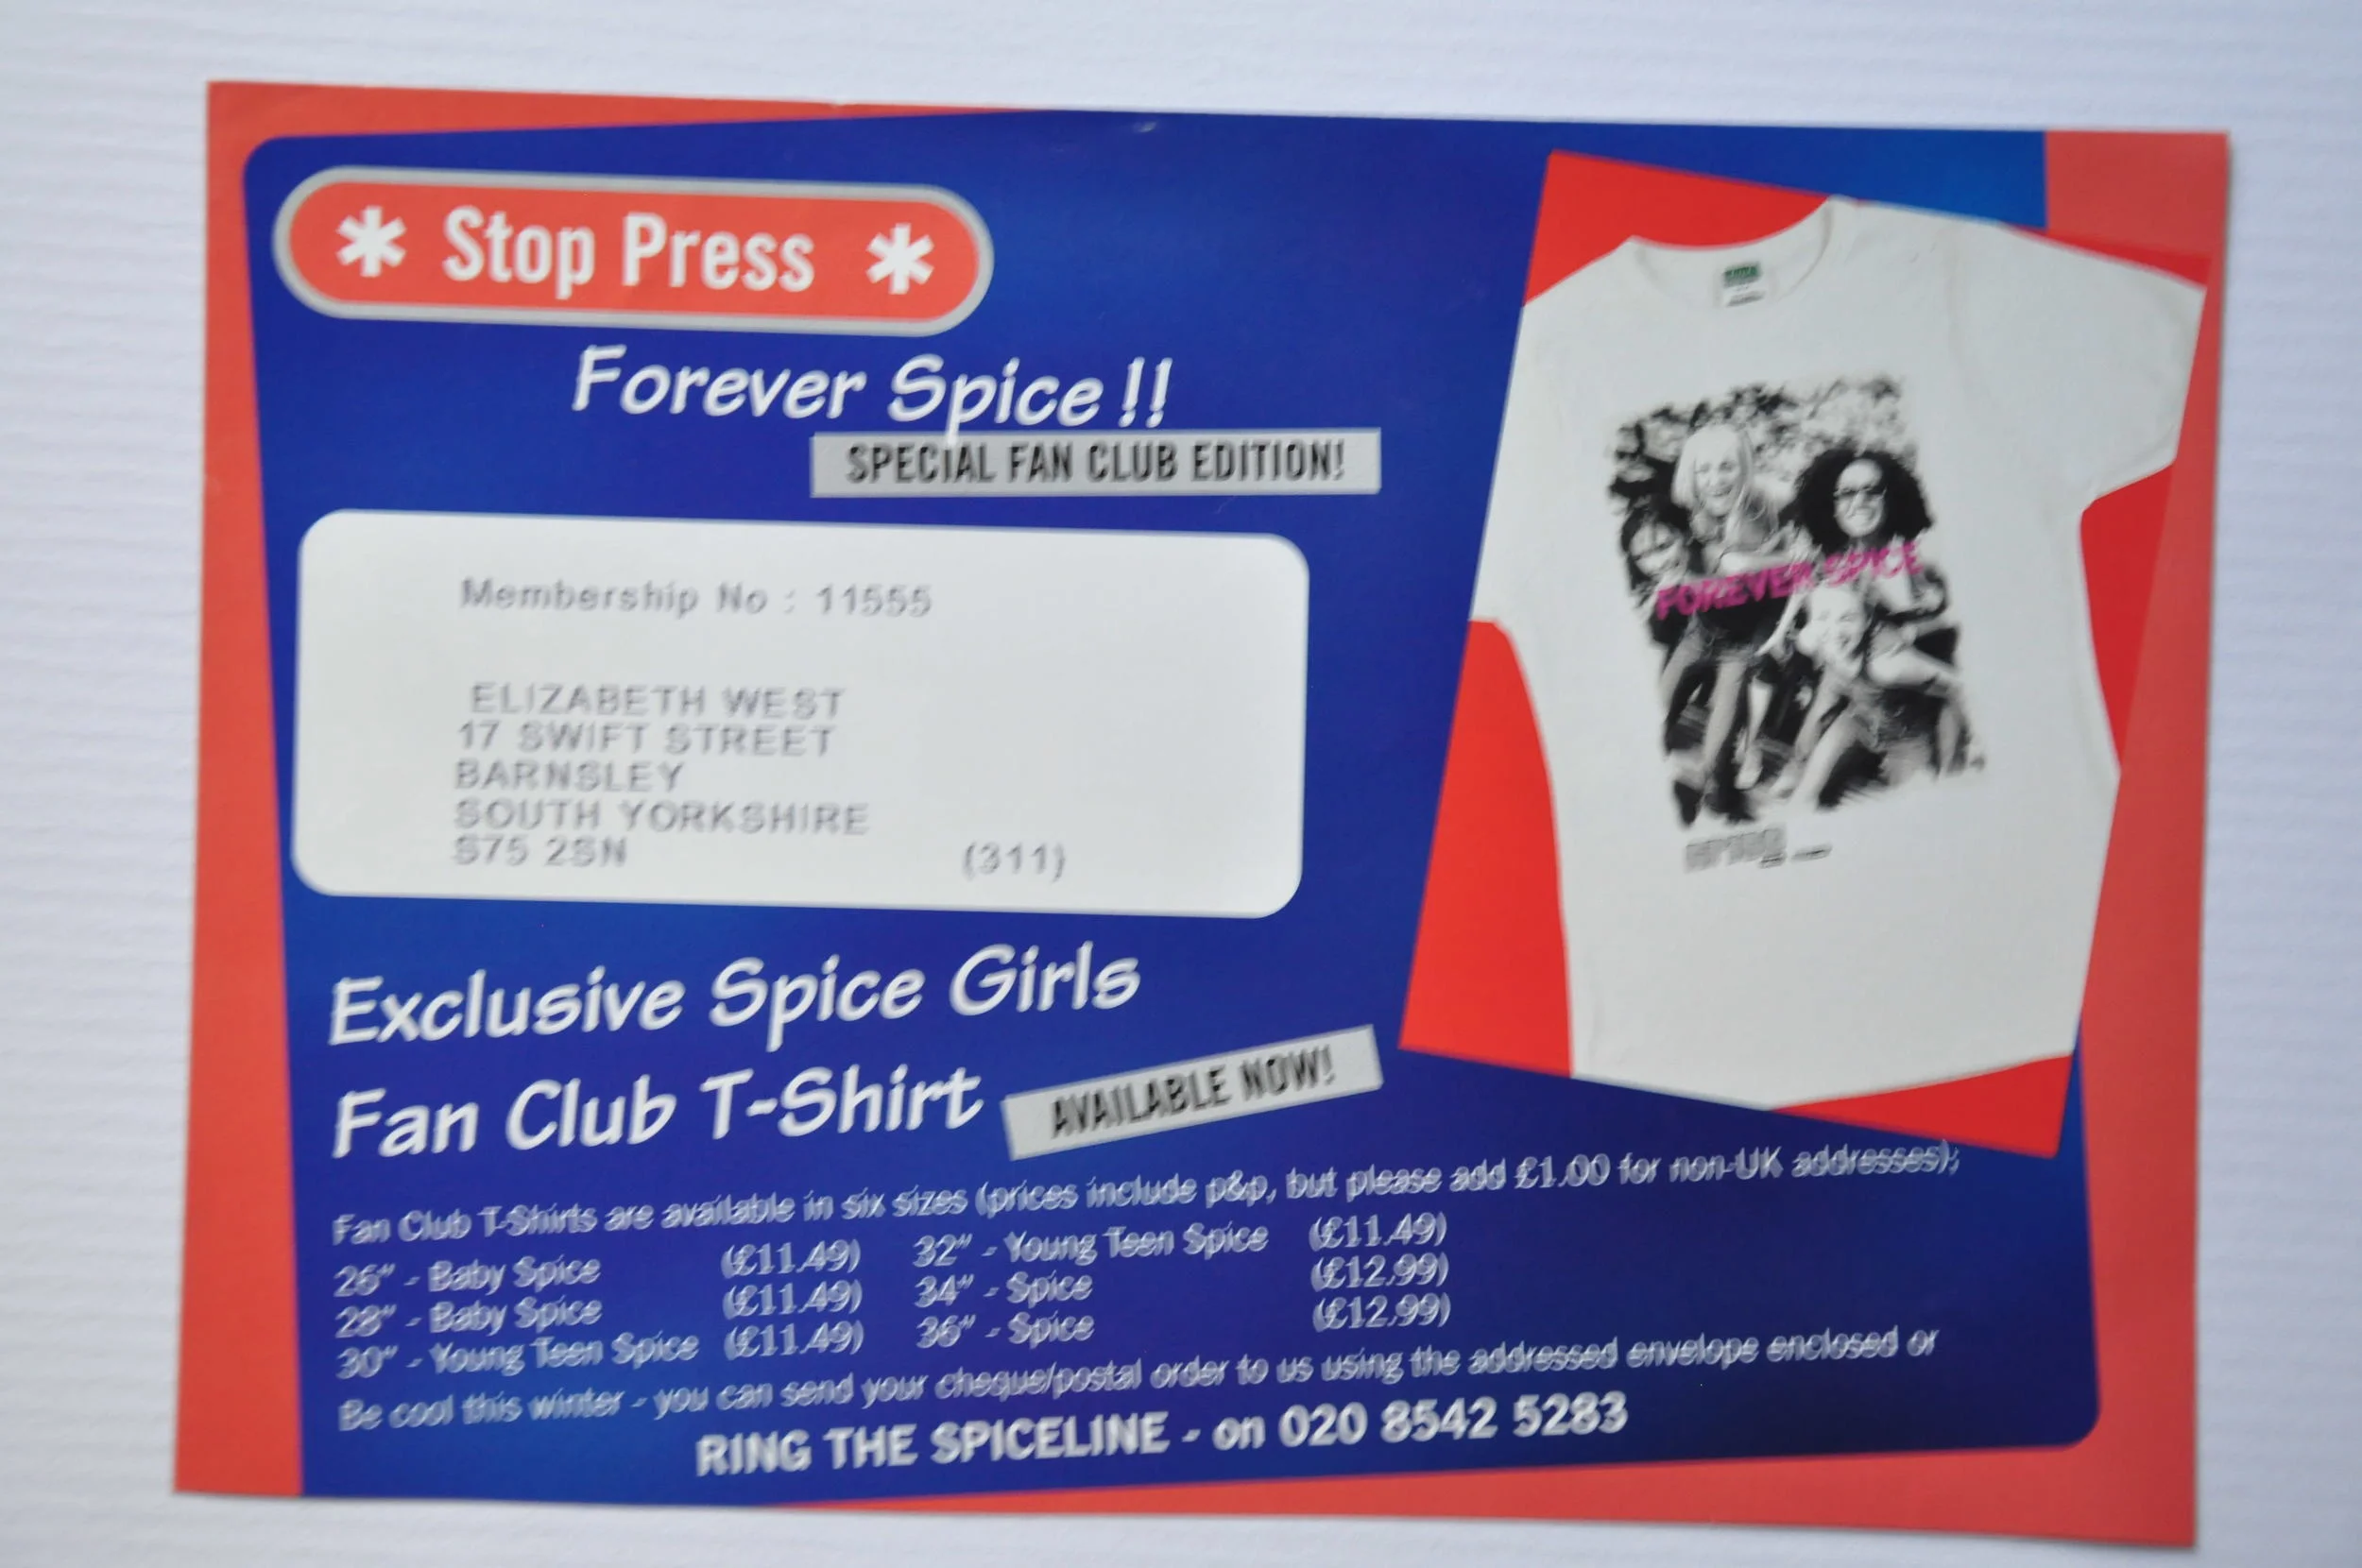 * Stop Press *
Forever Spice !!
SPECIAL FAN CLUB EDITION!
Membership No : 11555
ELIZABETH WEST
17 SWIFT STREET
BARNSLEY
SOUTH YORKSHIRE
S75 2SN (311)
FOREVER SPICE
Exclusive Spice Girls
Fan Club T-Shirt
AVAILABLE NOW!
Fan Club T-Shirts are available in six sizes (prices include p&p, but please add £1.00 for non-UK addresses);
26" - Baby Spice (£11.49) 32" - Young Teen Spice (£11.49)
28" - Baby Spice (£11.49) 34" - Spice (£12.99)
30" - Young Teen Spice (£11.49) 36" - Spice (£12.99)
Be cool this winter - you can send your cheque/postal order to us using the addressed envelope enclosed or
RING THE SPICELINE - on 020 8542 5283